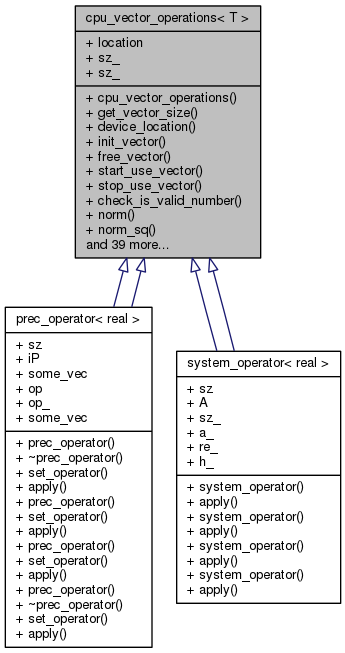 cpu_vector_operations< T >
+ location
+ sz_
+ sz_
+ cpu_vector_operations()
+ get_vector_size()
+ device_location()
+ init_vector()
+ free_vector()
+ start_use_vector()
+ stop_use_vector()
+ check_is_valid_number()
+ norm()
+ norm_sq()
and 39 more...
prec_operator< real >
+ sz
+ iP
+ some_vec
+ op
+ op_
+ some_vec
+ prec_operator()
+ ~prec_operator()
+ set_operator()
+ apply()
+ prec_operator()
+ set_operator()
+ apply()
+ prec_operator()
+ set_operator()
+ apply()
+ prec_operator()
+ ~prec_operator()
+ set_operator()
+ apply()
system_operator< real >
+ sz
+ A
+ sz_
+ a_
+ re_
+ h_
+ system_operator()
+ apply()
+ system_operator()
+ apply()
+ system_operator()
+ apply()
+ system_operator()
+ apply()